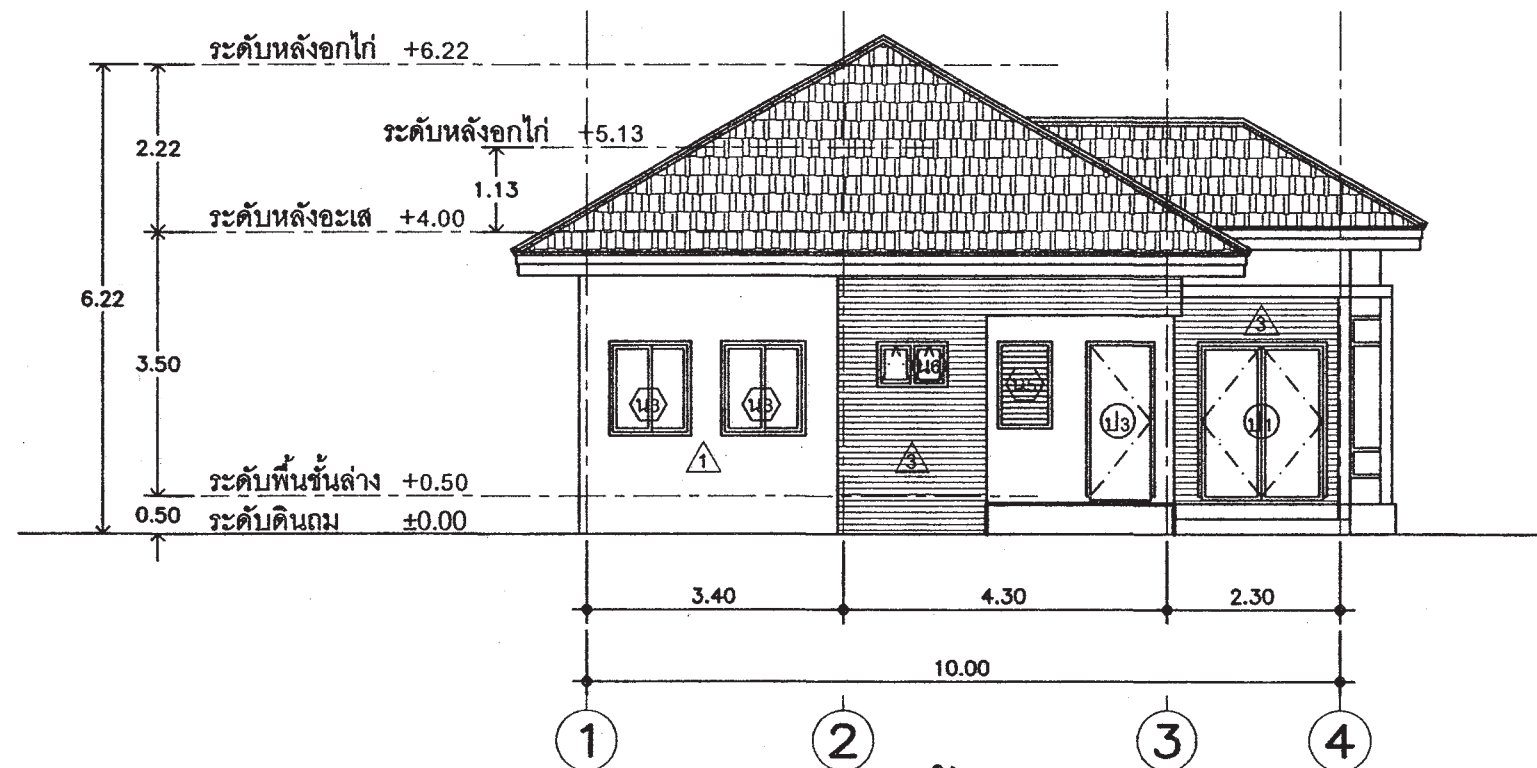 ระดับหลังอกไก่ +6.22
ระดับหลังอกไก่ +5.13
2.22
1.13
ระดับหลังอะเส +4.00
6.22
3.50
3
น3 น3 น6 น5 ป3 ป1
1 3
ระดับพื้นชั้นล่าง +0.50
0.50 ระดับดินถม ±0.00
3.40 4.30 2.30
10.00
1 2 3 4